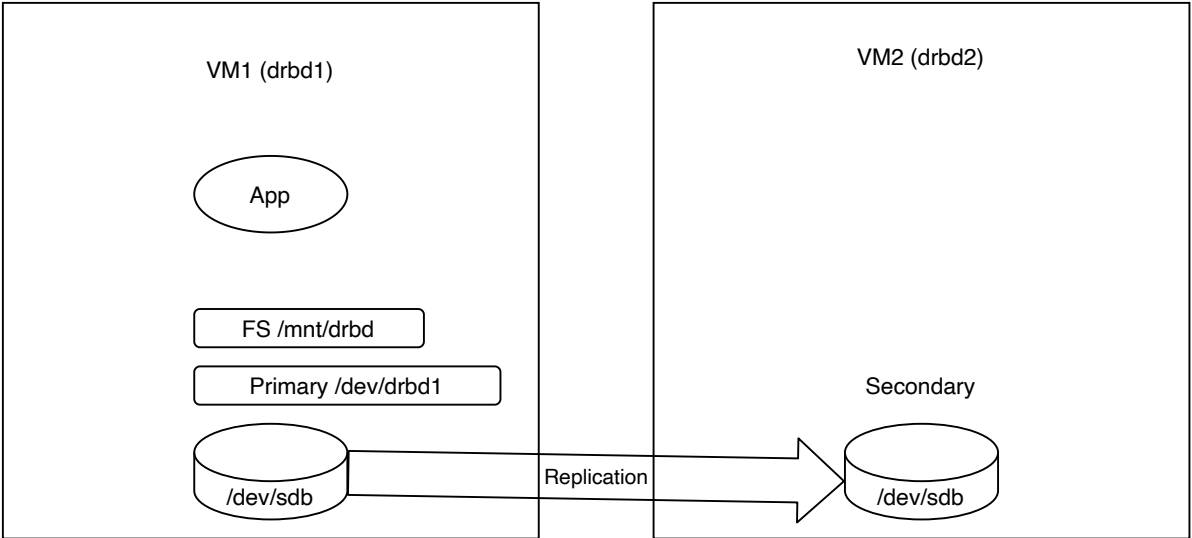 VM1 (drbd1)
App
FS /mnt/drbd
Primary /dev/drbd1
/dev/sdb
Replication
VM2 (drbd2)
Secondary
/dev/sdb